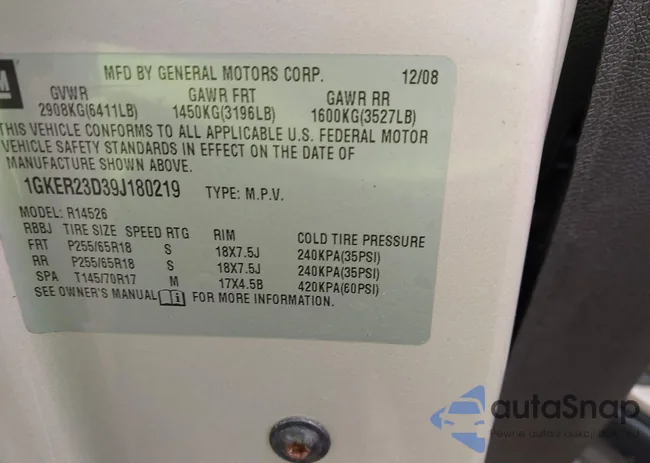 M
MFD BY GENERAL MOTORS CORP. 12/08
GVWR GAWR FRT GAWR RR
2908KG(6411LB) 1450KG(3196LB) 1600KG(3527LB)
THIS VEHICLE CONFORMS TO ALL APPLICABLE U.S. FEDERAL MOTOR
VEHICLE SAFETY STANDARDS IN EFFECT ON THE DATE OF
MANUFACTURE SHOWN ABOVE.
1GKER23D39J180219 TYPE: M.P.V.
MODEL: R14526
RBBJ TIRE SIZE SPEED RTG RIM COLD TIRE PRESSURE
FRT P255/65R18 S 18X7.5J 240KPA(35PSI)
RR P255/65R18 S 18X7.5J 240KPA(35PSI)
SPA T145/70R17 M 17X4.5B 420KPA(60PSI)
SEE OWNER'S MANUAL i FOR MORE INFORMATION.
autaSnap
Pewne auta z